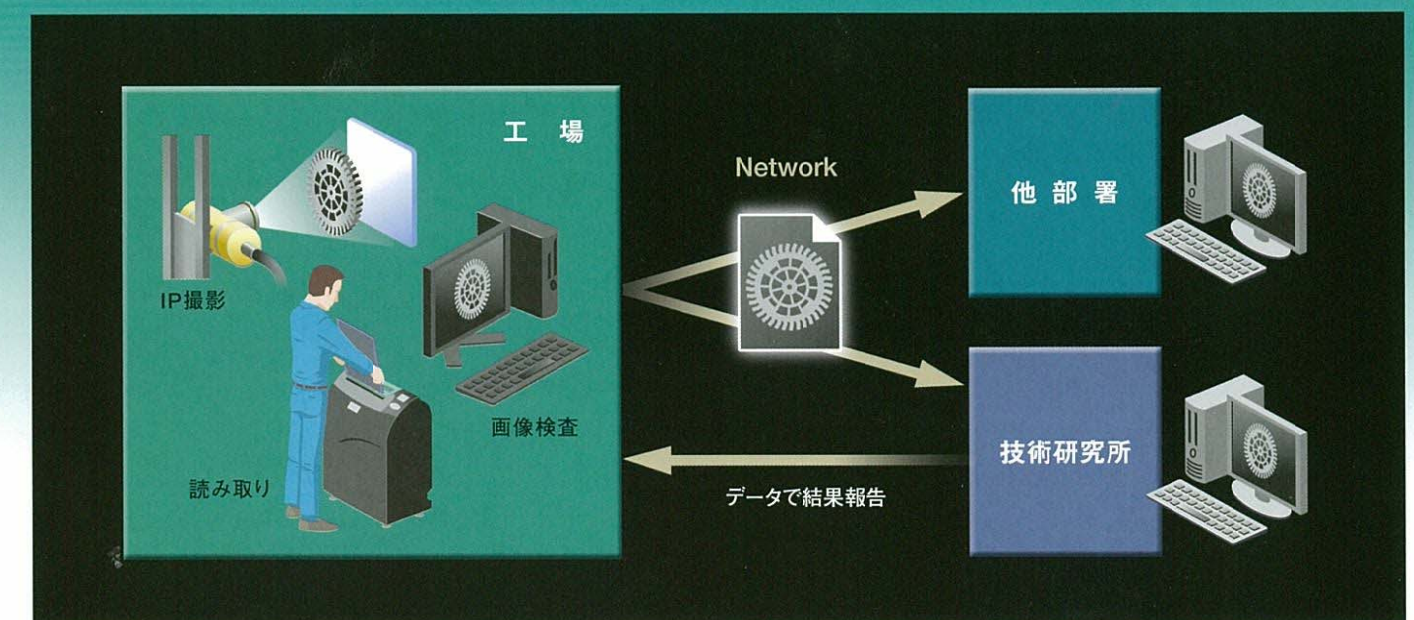 工場
IP撮影
画像検査
読み取り
Network
他部署
技術研究所
データで結果報告